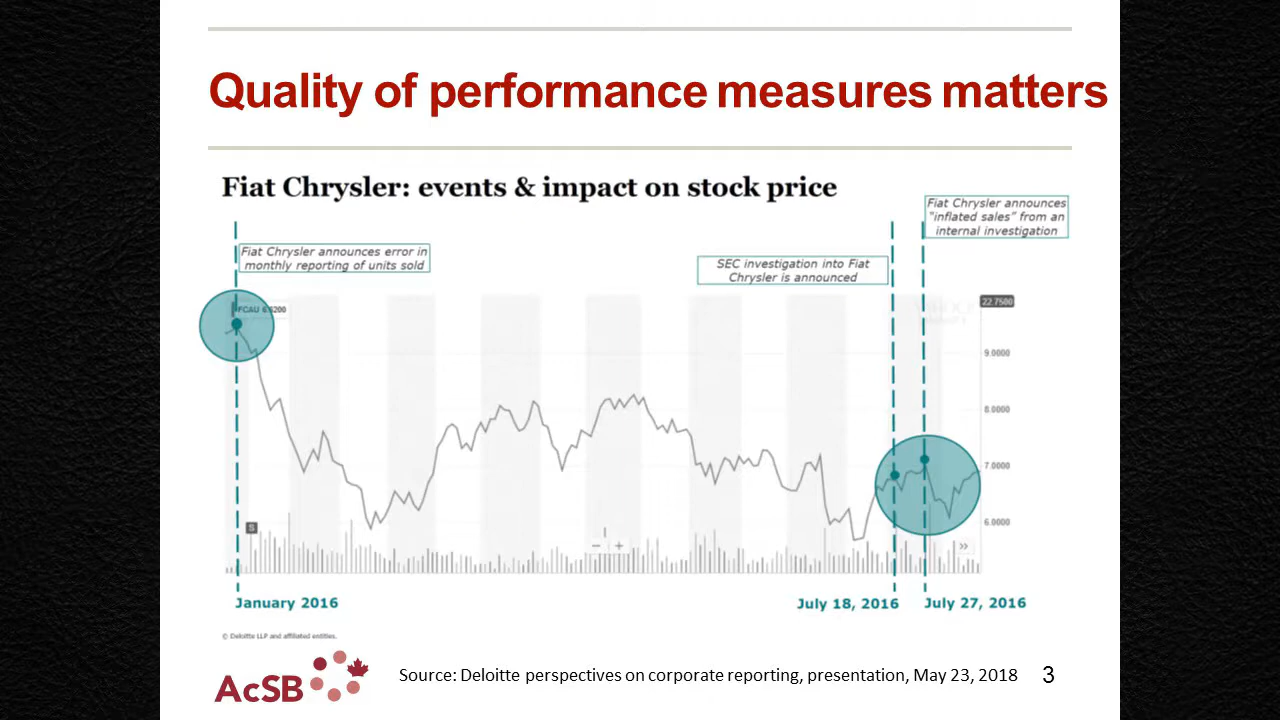 Quality of performance measures matters
Fiat Chrysler: events & impact on stock price
Fiat Chrysler announces
"inflated sales" from an
internal investigation
Fiat Chrysler announces error in
monthly reporting of units sold
SEC investigation into Fiat
Chrysler is announced
FCAU 6.5200
22.7500
9.0000
8.0000
7.0000
6.0000
S
− +
»
January 2016
July 18, 2016
July 27, 2016
© Deloitte LLP and affiliated entities.
AcSB
Source: Deloitte perspectives on corporate reporting, presentation, May 23, 2018
3